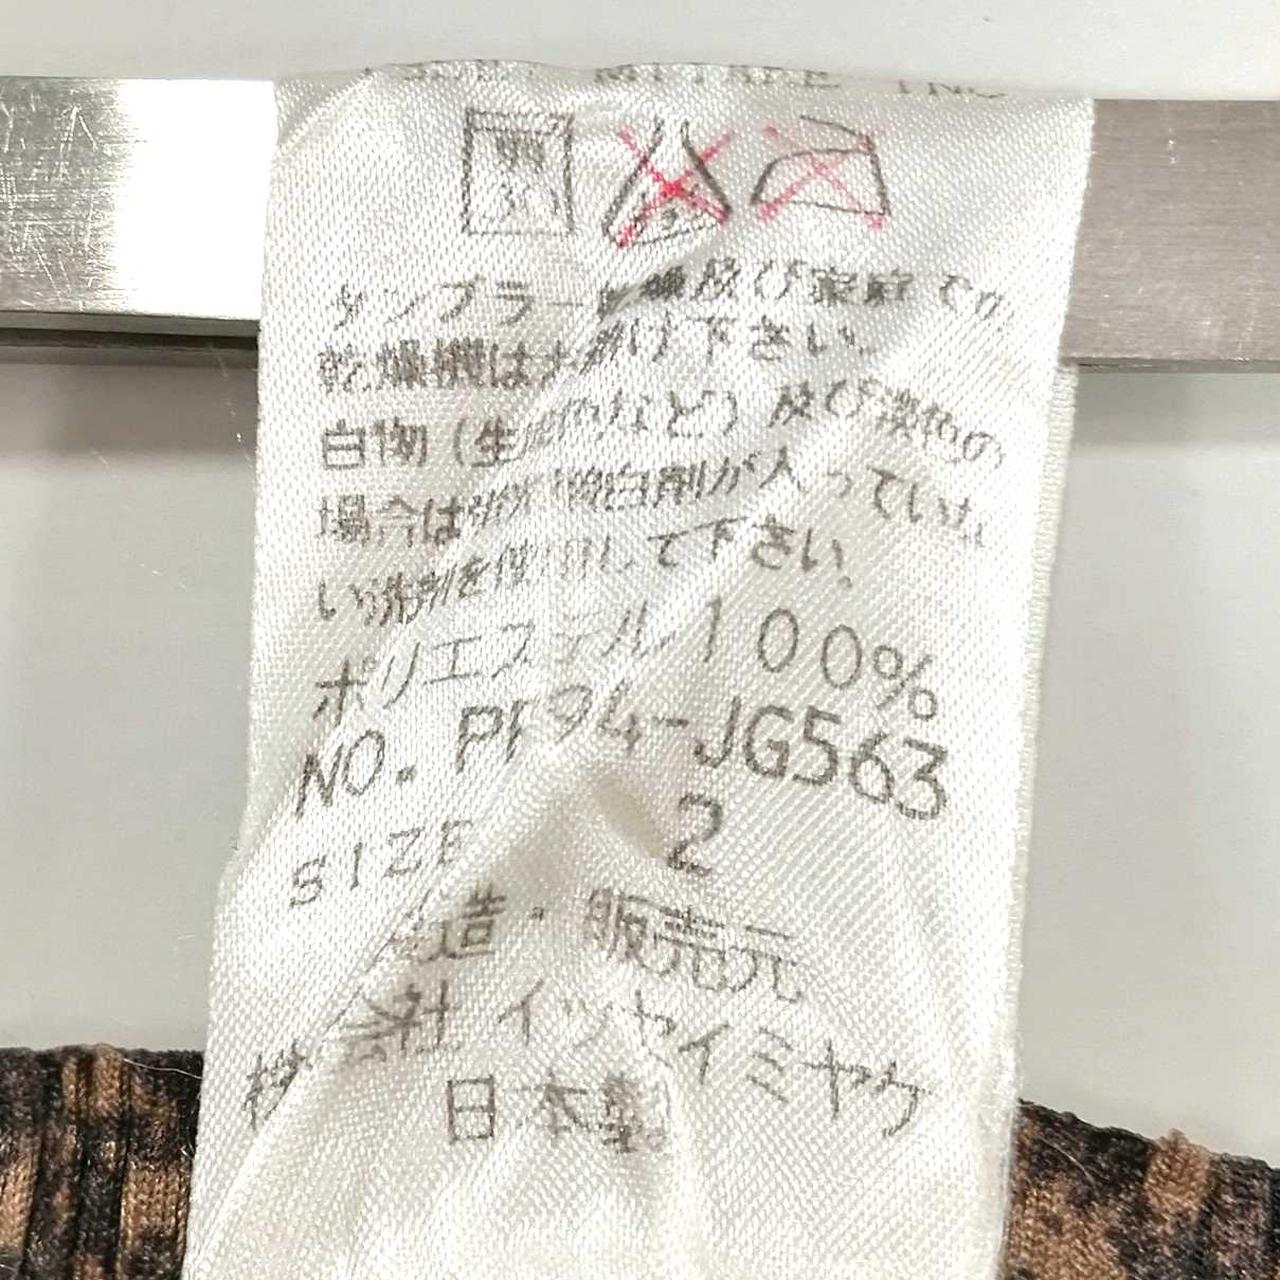 MIYAKE INC
タンブラー乾燥及び家庭での
乾燥機はお避け下さい。
白物(生成りなど)及び淡色の
場合は蛍光増白剤が入っていな
い洗剤を使用して下さい。
ポリエステル 100%
NO. PP94-JG563
SIZE 2
製造・販売元
株式会社 イッセイミヤケ
日本製